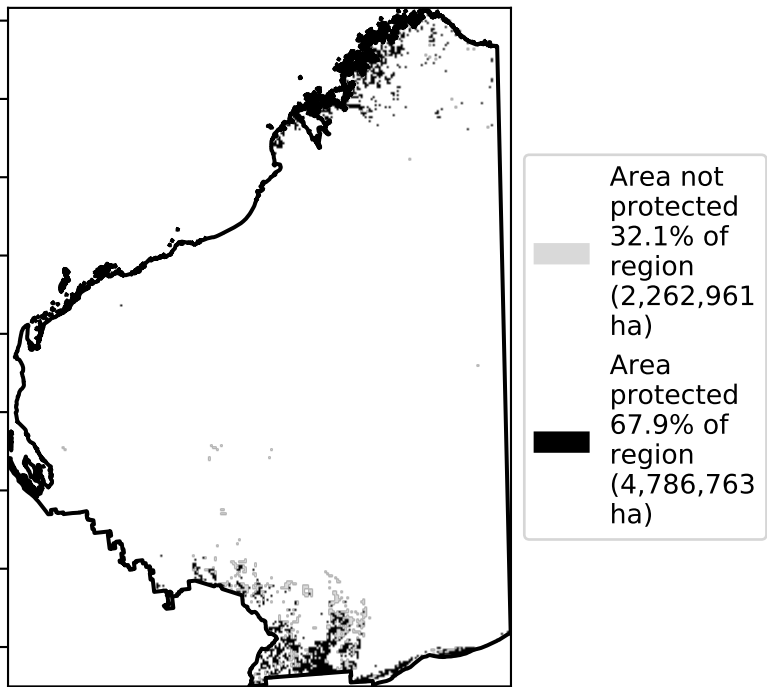 Area not
protected
32.1% of
region
(2,262,961
ha)
Area
protected
67.9% of
region
(4,786,763
ha)